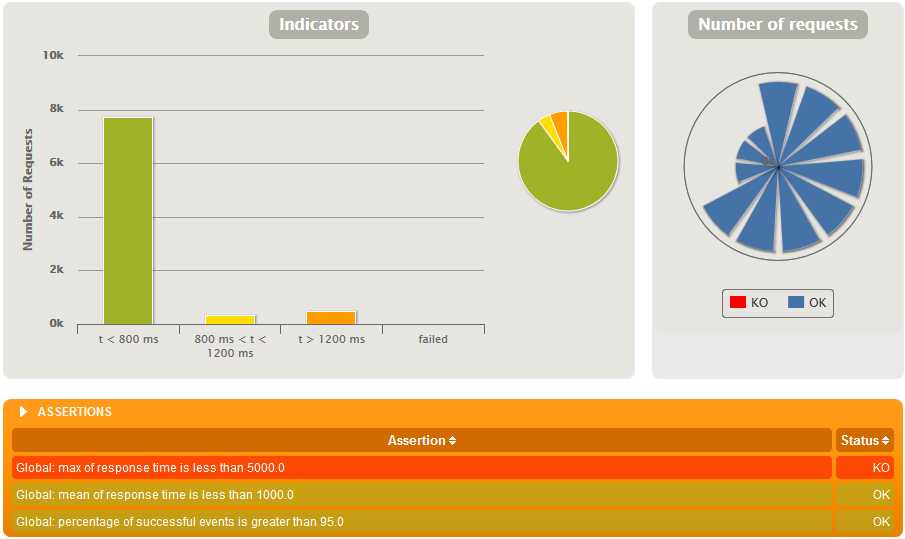 Indicators
Number of requests
10k
8k
6k
4k
2k
0k
Number of Requests
t < 800 ms
800 ms < t <
1200 ms
t > 1200 ms
failed
KO
OK
ASSERTIONS
Assertion
Status
Global: max of response time is less than 5000.0
KO
Global: mean of response time is less than 1000.0
OK
Global: percentage of successful events is greater than 95.0
OK